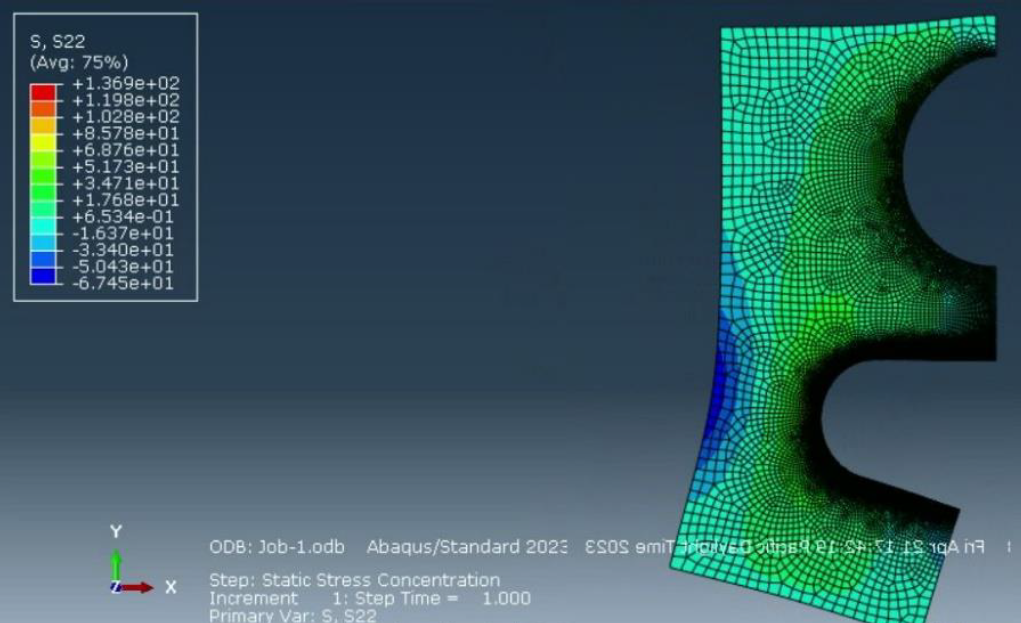 S, S22
(Avg: 75%)
+1.369e+02
+1.198e+02
+1.028e+02
+8.578e+01
+6.876e+01
+5.173e+01
+3.471e+01
+1.768e+01
+6.534e-01
-1.637e+01
-3.340e+01
-5.043e+01
-6.745e+01
Y
Z X
ODB: Job-1.odb Abaqus/Standard 2023 Fri Apr 21 17:42:19 Pacific Daylight Time 2023
Step: Static Stress Concentration
Increment 1: Step Time = 1.000
Primary Var: S, S22